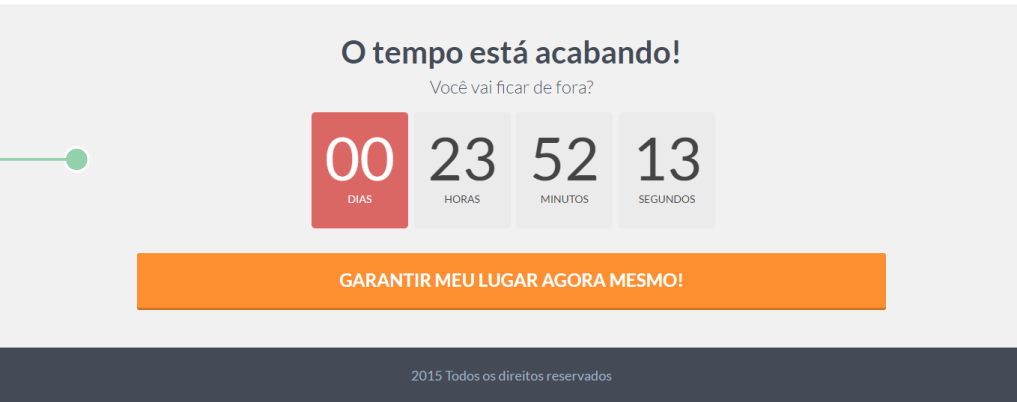 O tempo está acabando!
Você vai ficar de fora?
00 23 52 13
DIAS HORAS MINUTOS SEGUNDOS
GARANTIR MEU LUGAR AGORA MESMO!
2015 Todos os direitos reservados